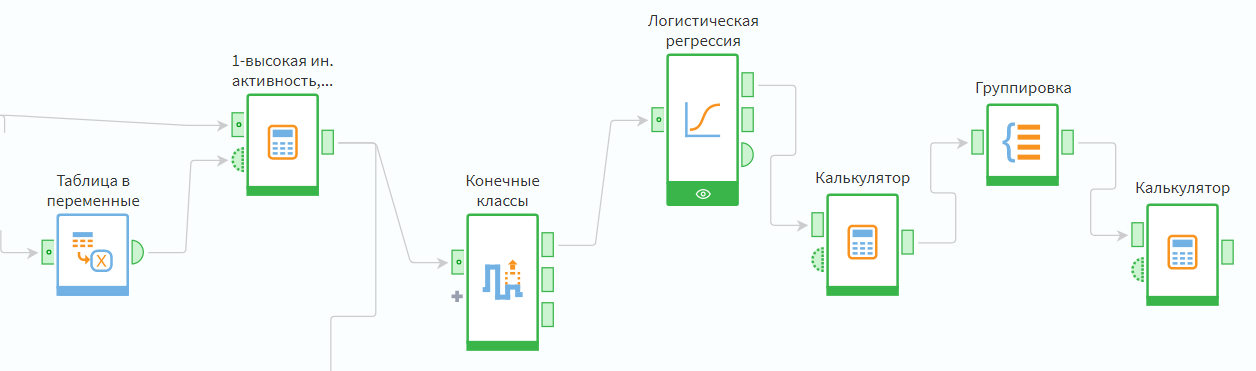 Логистическая
регрессия
1-высокая ин.
активность,...
Группировка
Таблица в
переменные
Конечные
классы
Калькулятор
Калькулятор